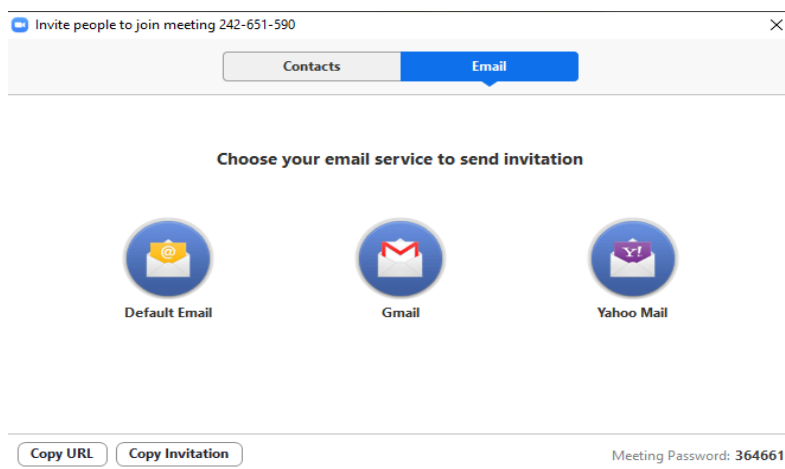 Invite people to join meeting 242-651-590
Contacts Email
Choose your email service to send invitation
@ Y!
Default Email Gmail Yahoo Mail
Copy URL Copy Invitation Meeting Password: 364661